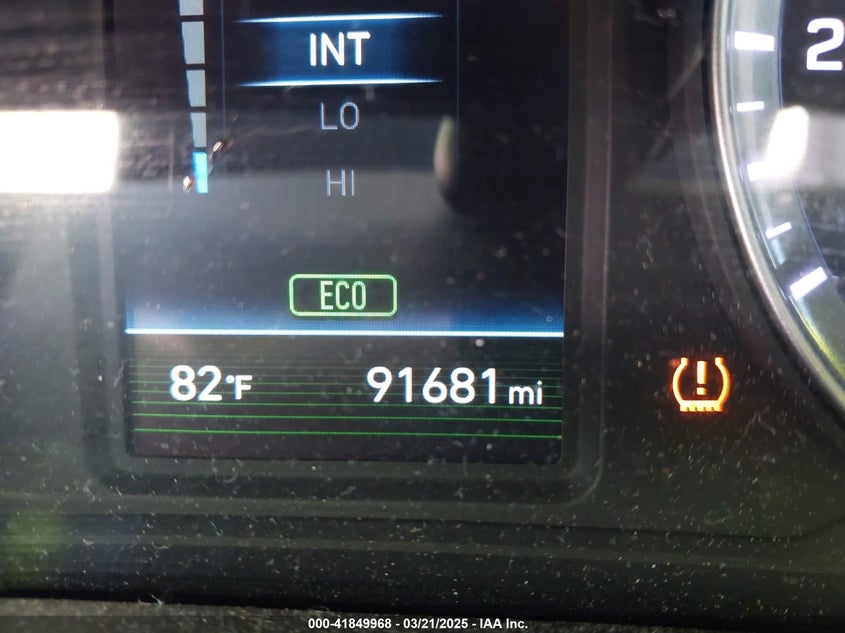 INT
2
LO
HI
ECO
82°F 91681 mi
000-41849968 - 03/21/2025 - IAA Inc.